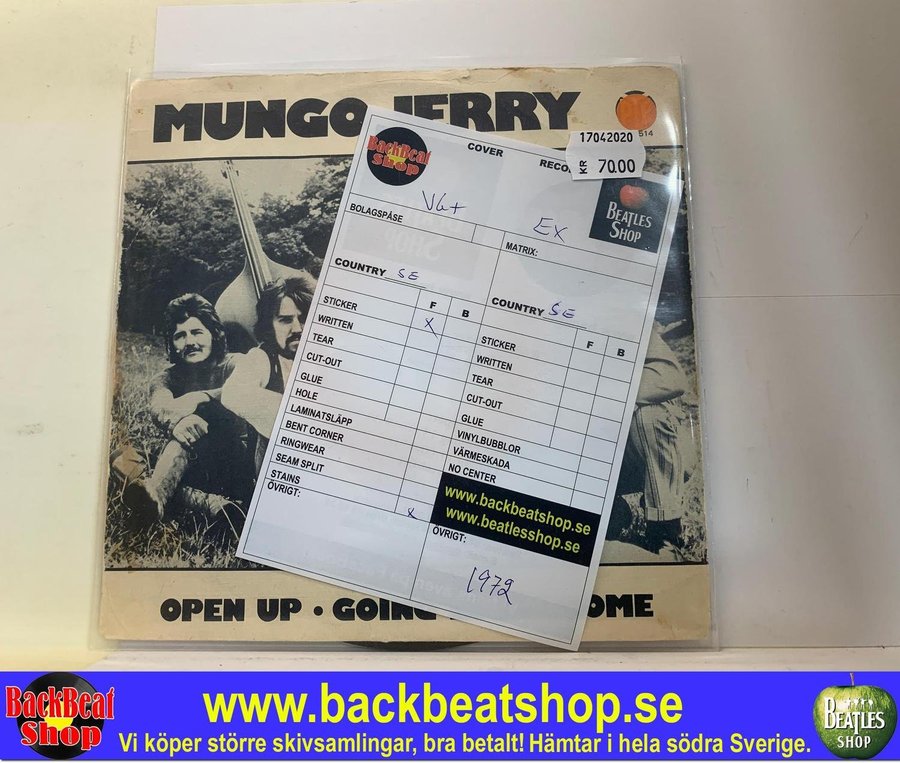 MUNGO JERRY
514
17042020
KR 70.00
BackBeat
Shop
COVER
RECO
BEATLES
SHOP
VG+
EX
BOLAGSPÅSE
MATRIX:
COUNTRY SE
COUNTRY SE
F B
STICKER X
WRITTEN
TEAR
CUT-OUT
GLUE
HOLE
LAMINATSLÄPP
BENT CORNER
RINGWEAR
SEAM SPLIT
STAINS
ÖVRIGT:
X
F B
STICKER
WRITTEN
TEAR
CUT-OUT
GLUE
VINYLBUBBLOR
VÄRMESKADA
NO CENTER
www.backbeatshop.se
www.beatlesshop.se
ÖVRIGT:
1972
OPEN UP • GOING OME
BackBeat
Shop
www.backbeatshop.se
Vi köper större skivsamlingar, bra betalt! Hämtar i hela södra Sverige.
BEATLES
SHOP